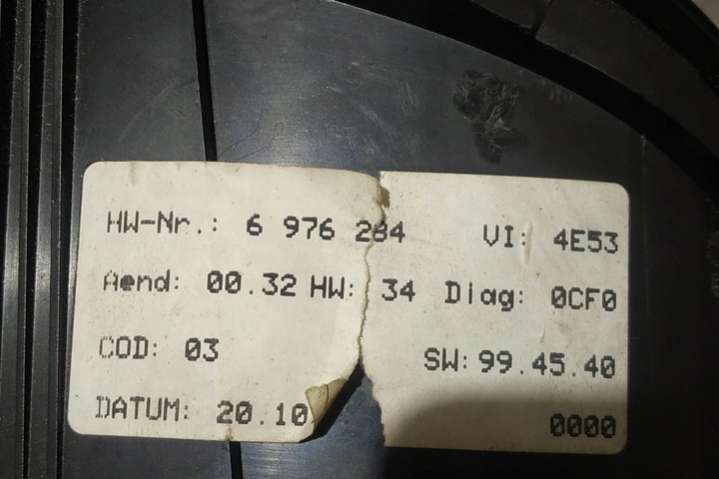 HW-Nr.: 6 976 284 VI: 4E53
Aend: 00.32 HW: 34 Diag: 0CF0
COD: 03 SW: 99.45.40
DATUM: 20.10 0000